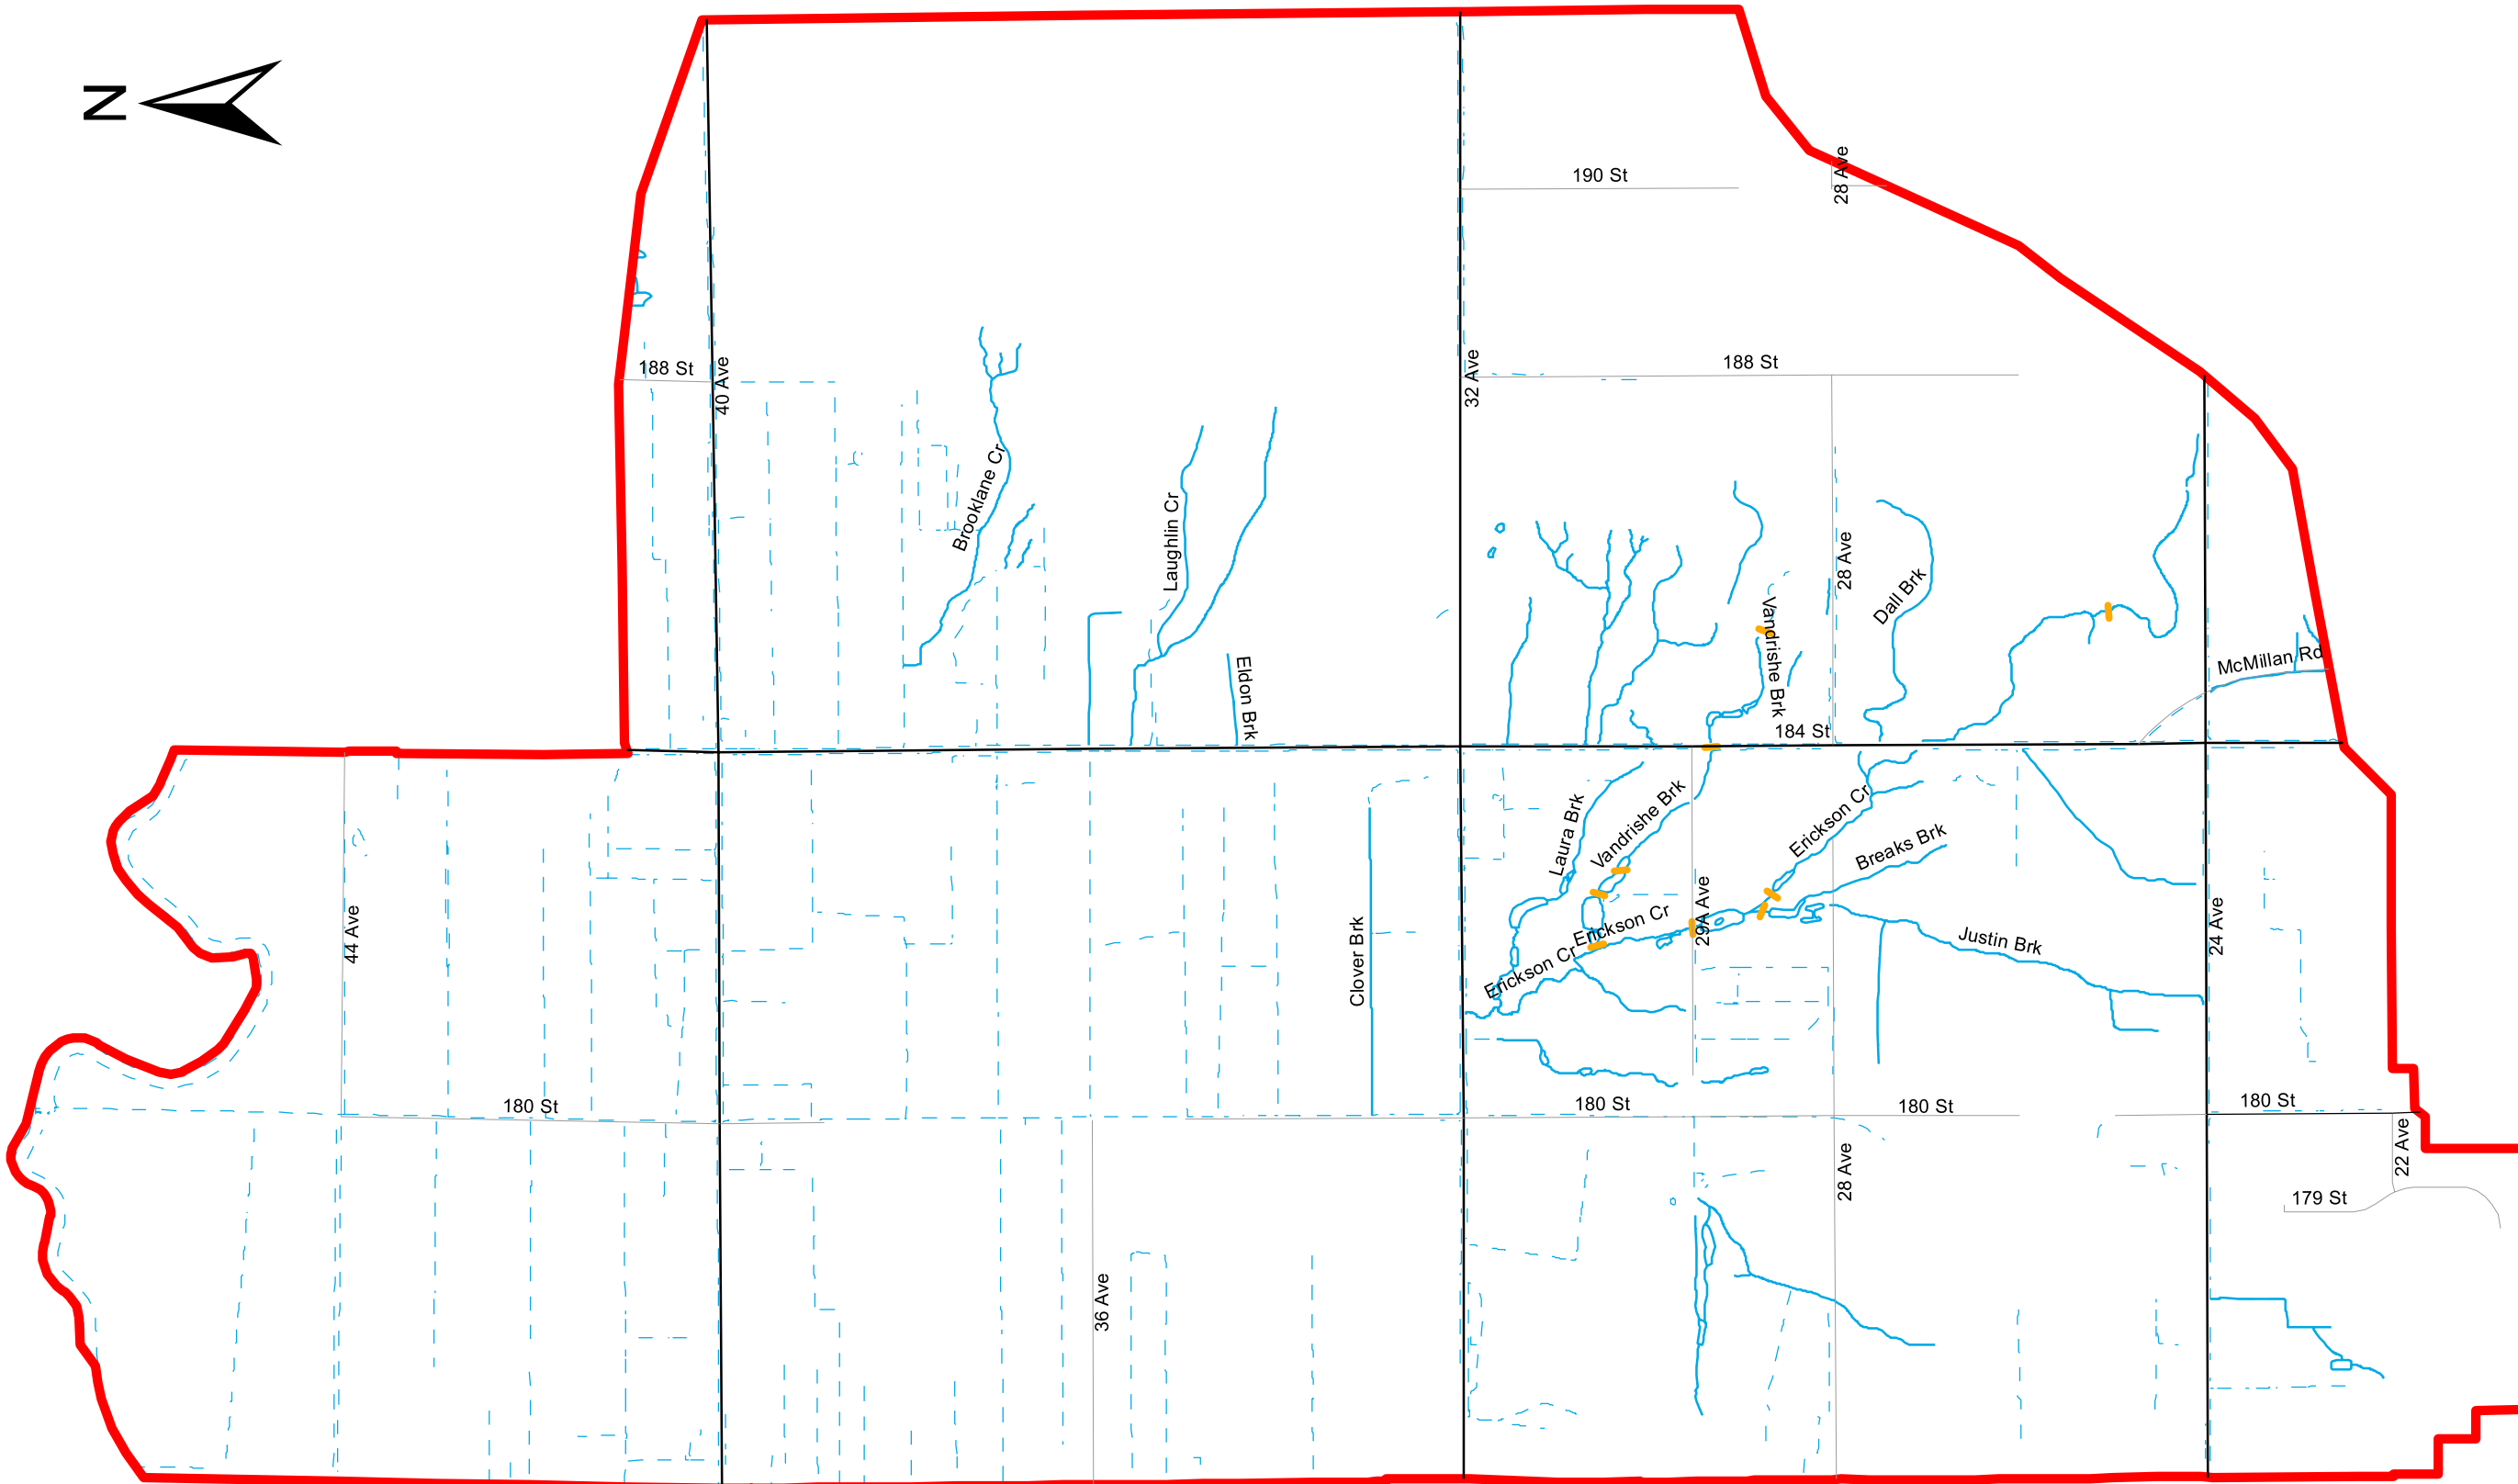 N
190 St
28 Ave
188 St
40 Ave
32 Ave
188 St
Brooklane Cr
Laughlin Cr
28 Ave
Dall Brk
Vandrishe Brk
Eldon Brk
McMillan Rd
184 St
Laura Brk
Vandrishe Brk
Erickson Cr
Breaks Brk
44 Ave
Clover Brk
Erickson Cr
Erickson Cr
29A Ave
Justin Brk
24 Ave
180 St
180 St
180 St
180 St
28 Ave
22 Ave
179 St
36 Ave